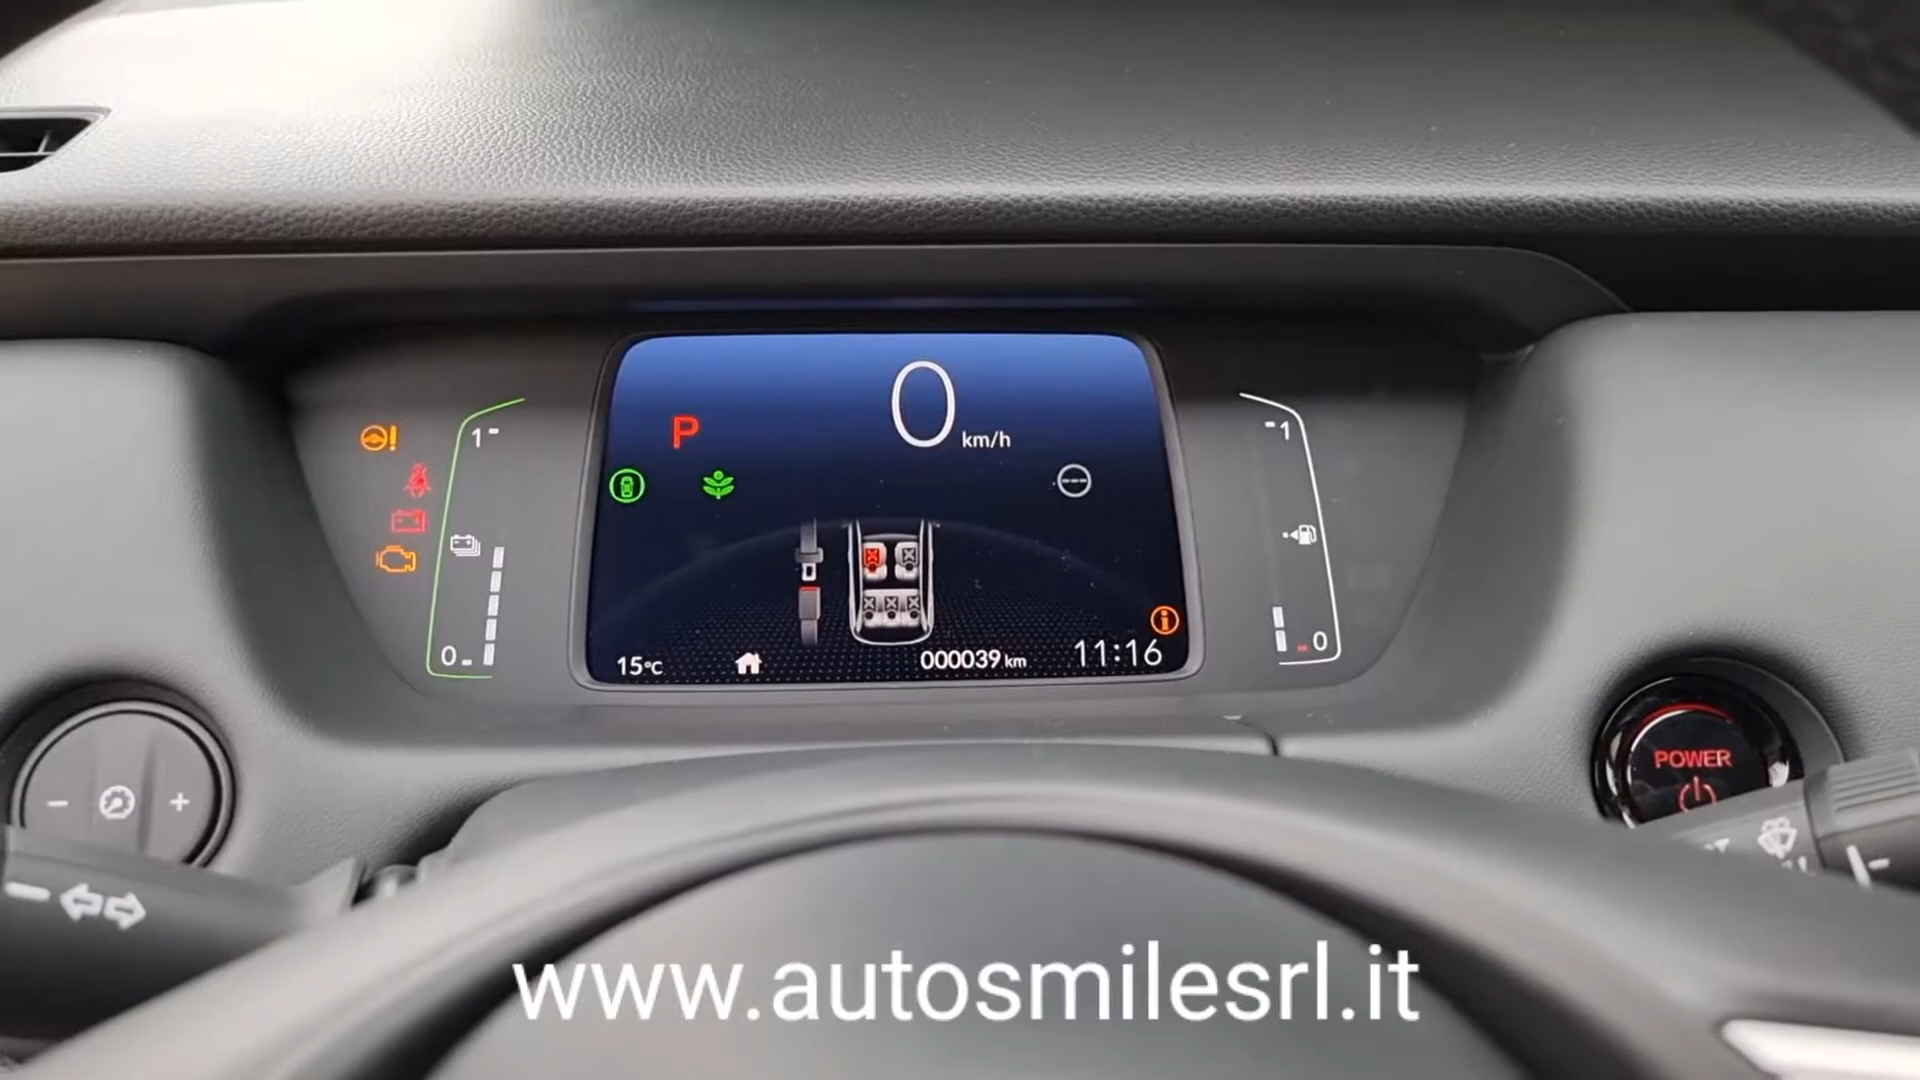 0 km/h
P
1
1
0
0
15°C
000039 km
11:16
POWER
www.autosmilesrl.it